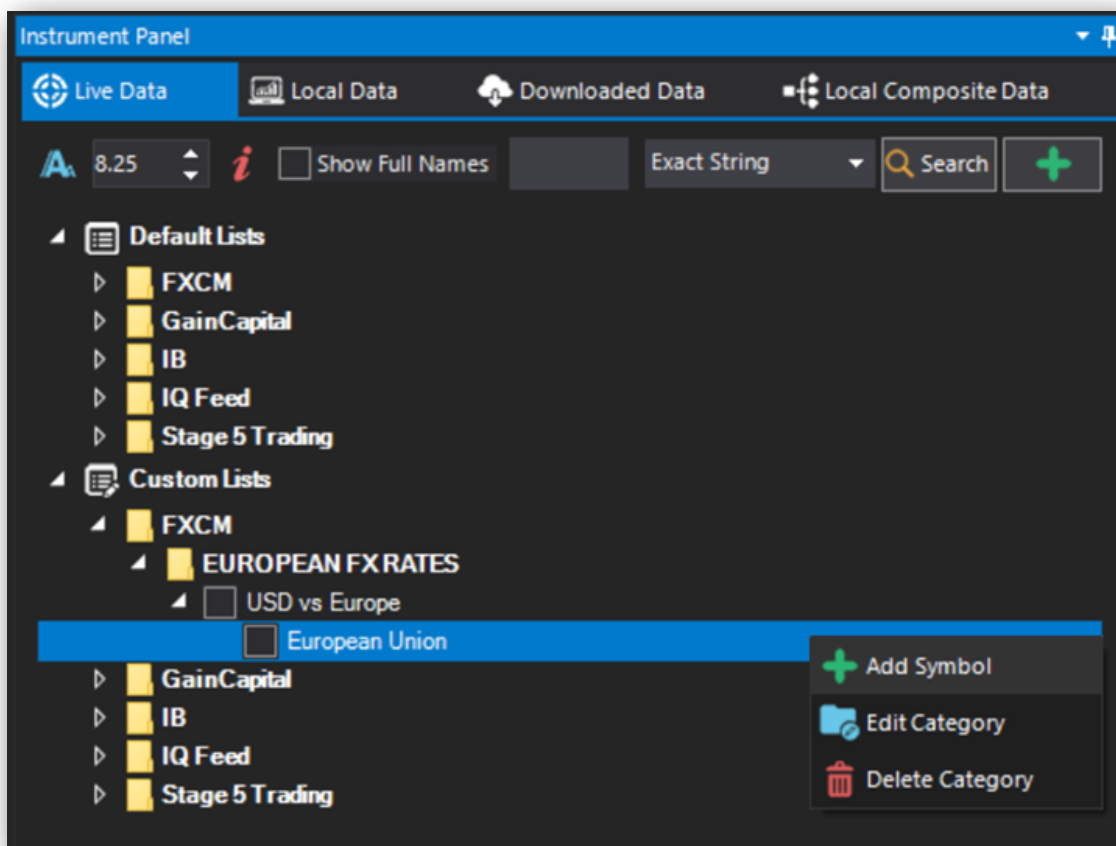 Instrument Panel
Live Data Local Data Downloaded Data Local Composite Data
8.25 Show Full Names Exact String Search
Default Lists
FXCM
GainCapital
IB
IQ Feed
Stage 5 Trading
Custom Lists
FXCM
EUROPEAN FX RATES
USD vs Europe
European Union
Add Symbol
GainCapital
IB
Edit Category
IQ Feed
Delete Category
Stage 5 Trading